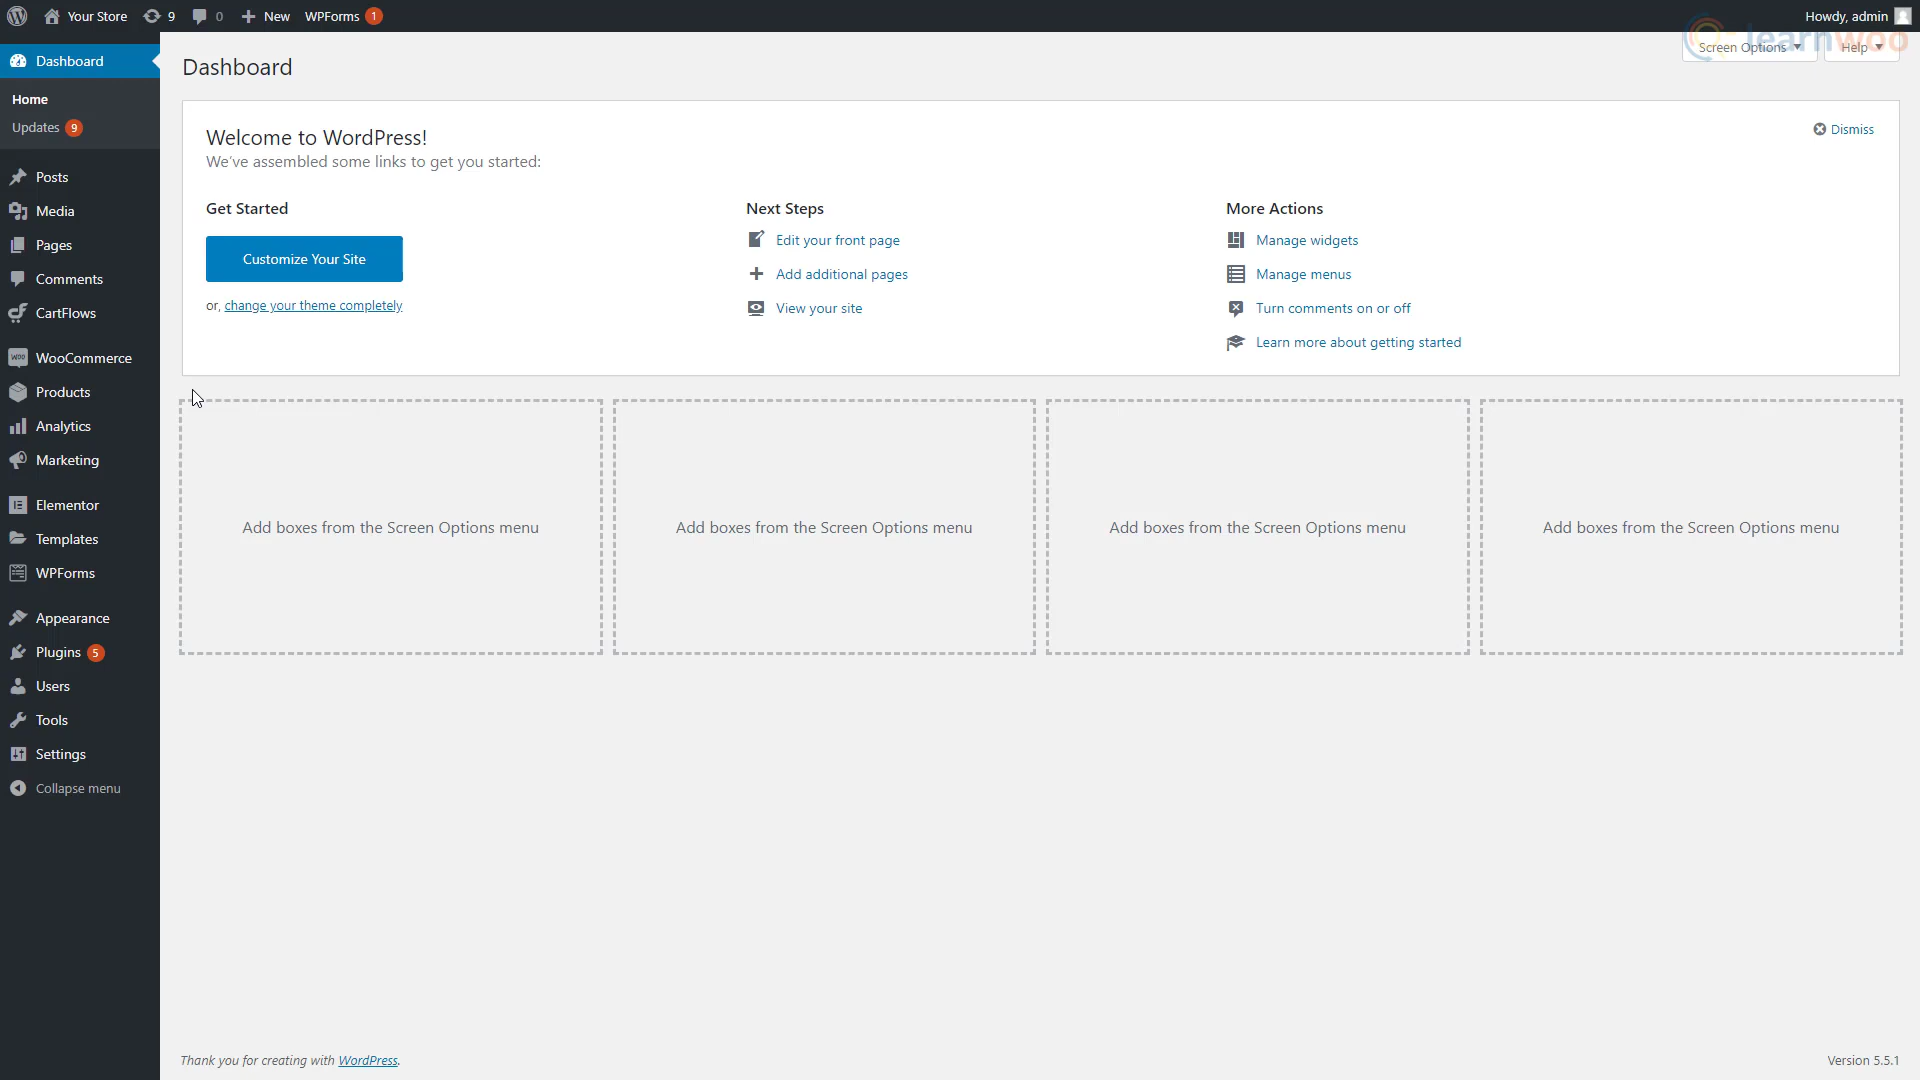 Your Store 9 0 New WPForms 1 Howdy, admin
learnwoo
Screen Options Help
Dashboard
Home
Updates 9
Posts
Media
Pages
Comments
CartFlows
WooCommerce
Products
Analytics
Marketing
Elementor
Templates
WPForms
Appearance
Plugins 5
Users
Tools
Settings
Collapse menu
Dashboard
Welcome to WordPress!
We've assembled some links to get you started:
Dismiss
Get Started
Customize Your Site
or, change your theme completely
Next Steps
Edit your front page
Add additional pages
View your site
More Actions
Manage widgets
Manage menus
Turn comments on or off
Learn more about getting started
Add boxes from the Screen Options menu
Add boxes from the Screen Options menu
Add boxes from the Screen Options menu
Add boxes from the Screen Options menu
Thank you for creating with WordPress.
Version 5.5.1